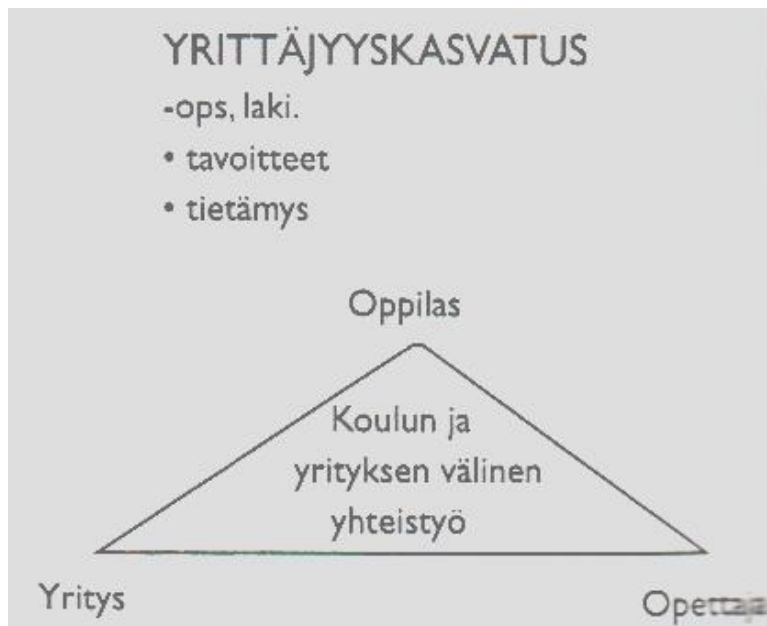 YRITTÄJYYSKASVATUS
-ops, laki.
• tavoitteet
• tietämys
Oppilas
Koulun ja
yrityksen välinen
yhteistyö
Yritys
Opettaja